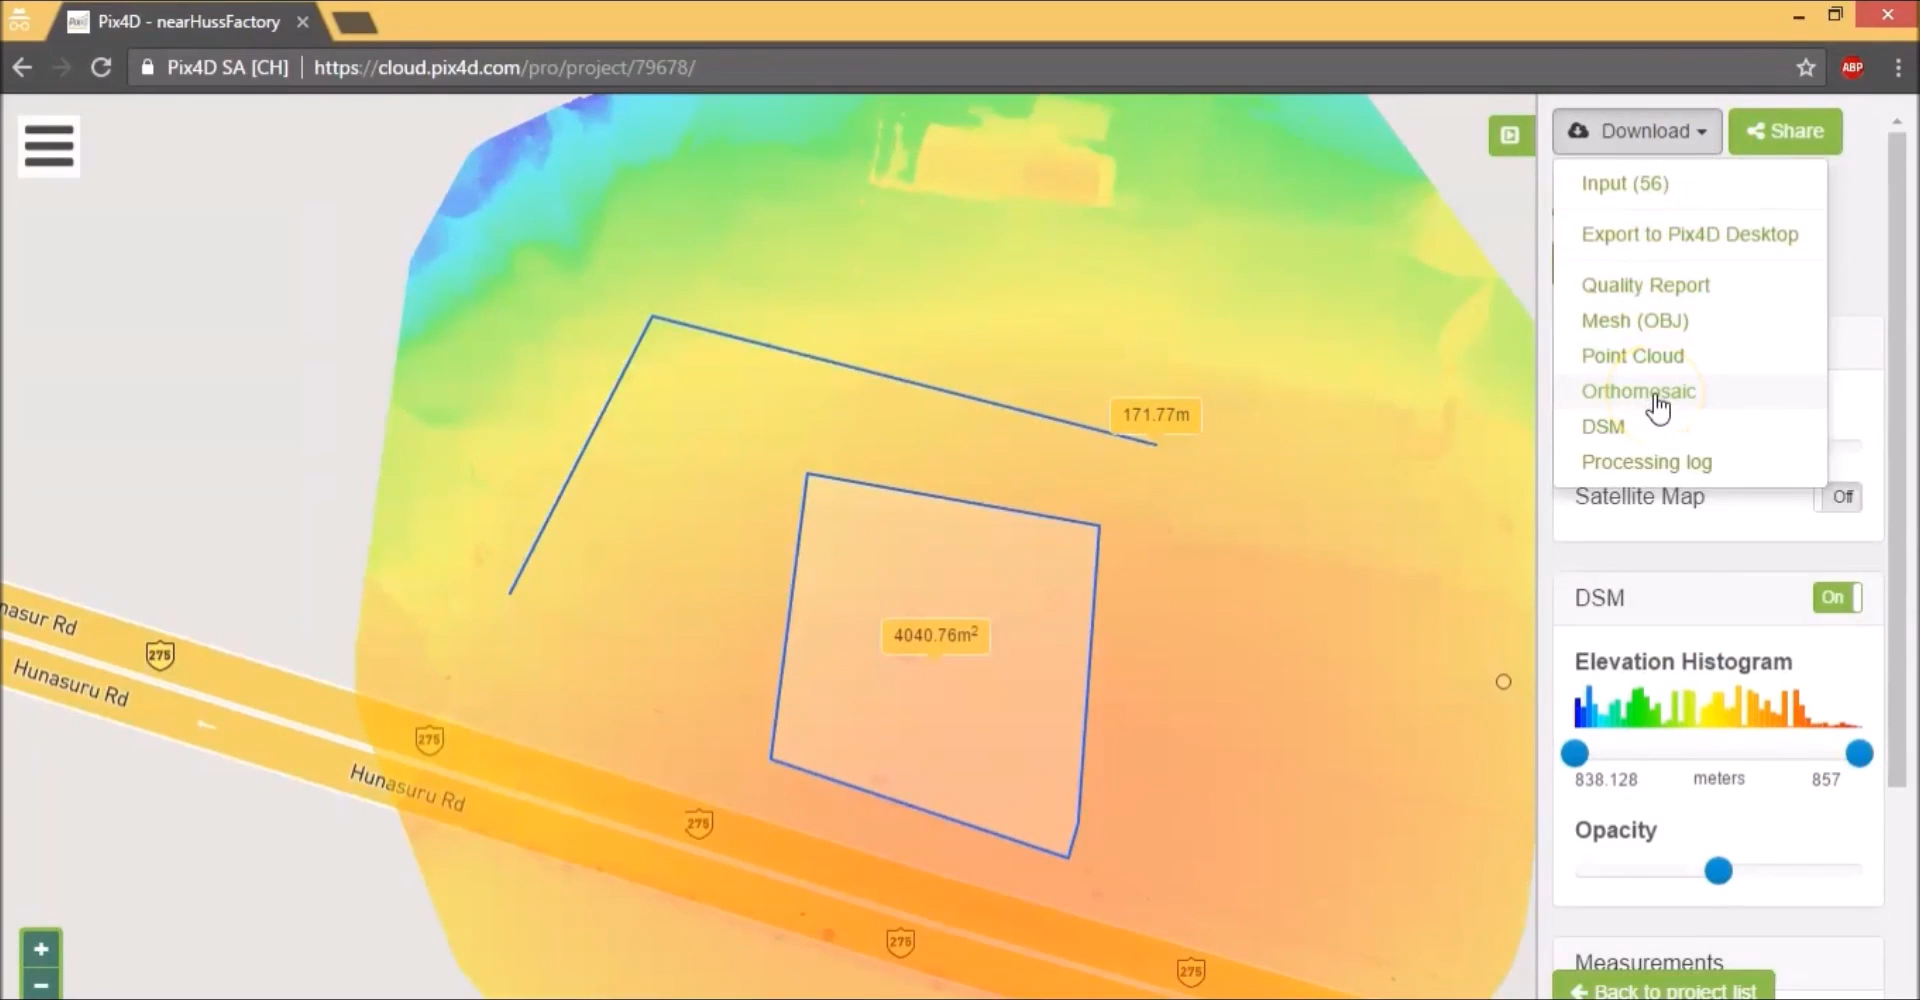 Pix4D - nearHussFactory
Pix4D SA [CH] https://cloud.pix4d.com/pro/project/79678/
ABP
Download
Share
Input (56)
Export to Pix4D Desktop
Quality Report
Mesh (OBJ)
Point Cloud
Orthomosaic
DSM
Processing log
Satellite Map
Off
171.77m
4040.76m²
nasur Rd
275
Hunasuru Rd
275
Hunasuru Rd
275
275
275
DSM
On
Elevation Histogram
838.128 meters 857
Opacity
Measurements
Back to project list
+
−